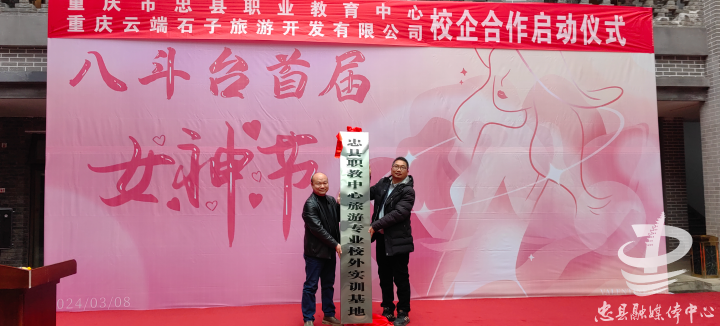 重庆市忠县职业教育中心
重庆云端石子旅游开发有限公司
校企合作启动仪式
八斗台首届
女神节
忠县职教中心旅游专业校外实训基地
2024/03/08
忠县融媒体中心